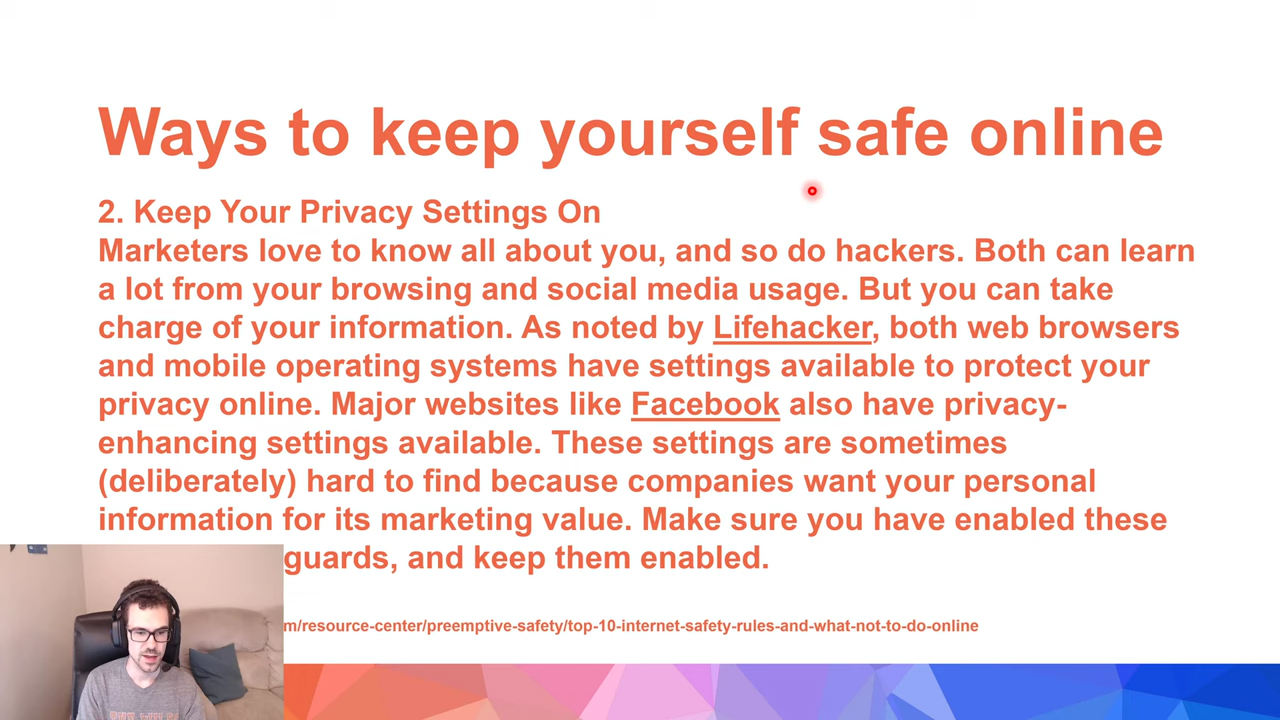 Ways to keep yourself safe online
2. Keep Your Privacy Settings On
Marketers love to know all about you, and so do hackers. Both can learn
a lot from your browsing and social media usage. But you can take
charge of your information. As noted by Lifehacker, both web browsers
and mobile operating systems have settings available to protect your
privacy online. Major websites like Facebook also have privacy-
enhancing settings available. These settings are sometimes
(deliberately) hard to find because companies want your personal
information for its marketing value. Make sure you have enabled these
guards, and keep them enabled.
m/resource-center/preemptive-safety/top-10-internet-safety-rules-and-what-not-to-do-online